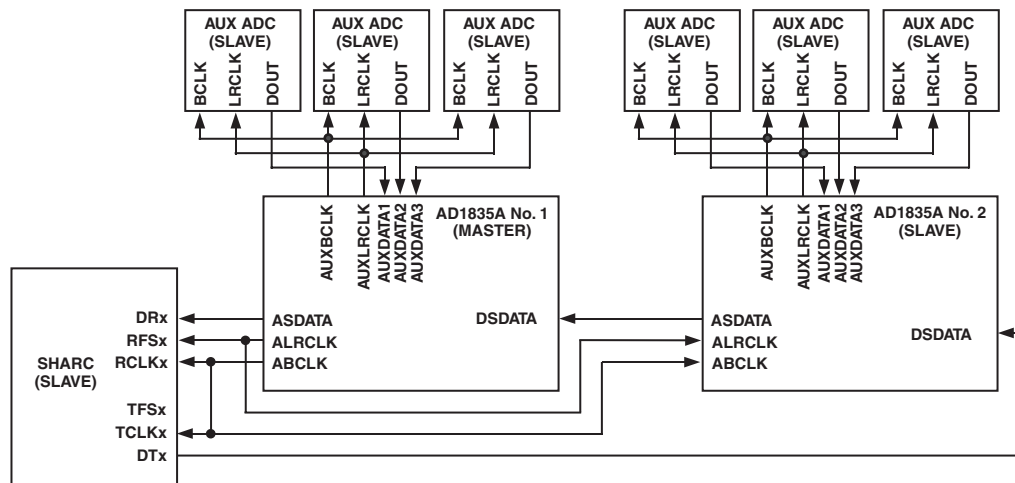 AUX ADC
(SLAVE)
BCLK
LRCLK
DOUT
AUX ADC
(SLAVE)
BCLK
LRCLK
DOUT
AUX ADC
(SLAVE)
BCLK
LRCLK
DOUT
AUX ADC
(SLAVE)
BCLK
LRCLK
DOUT
AUX ADC
(SLAVE)
BCLK
LRCLK
DOUT
AUX ADC
(SLAVE)
BCLK
LRCLK
DOUT
AUXBCLK
AUXLRCLK
AUXDATA1
AUXDATA2
AUXDATA3
AD1835A No. 1
(MASTER)
ASDATA
ALRCLK
ABCLK
DSDATA
AUXBCLK
AUXLRCLK
AUXDATA1
AUXDATA2
AUXDATA3
AD1835A No. 2
(SLAVE)
ASDATA
ALRCLK
ABCLK
DSDATA
SHARC
(SLAVE)
DRx
RFSx
RCLKx
TFSx
TCLKx
DTx